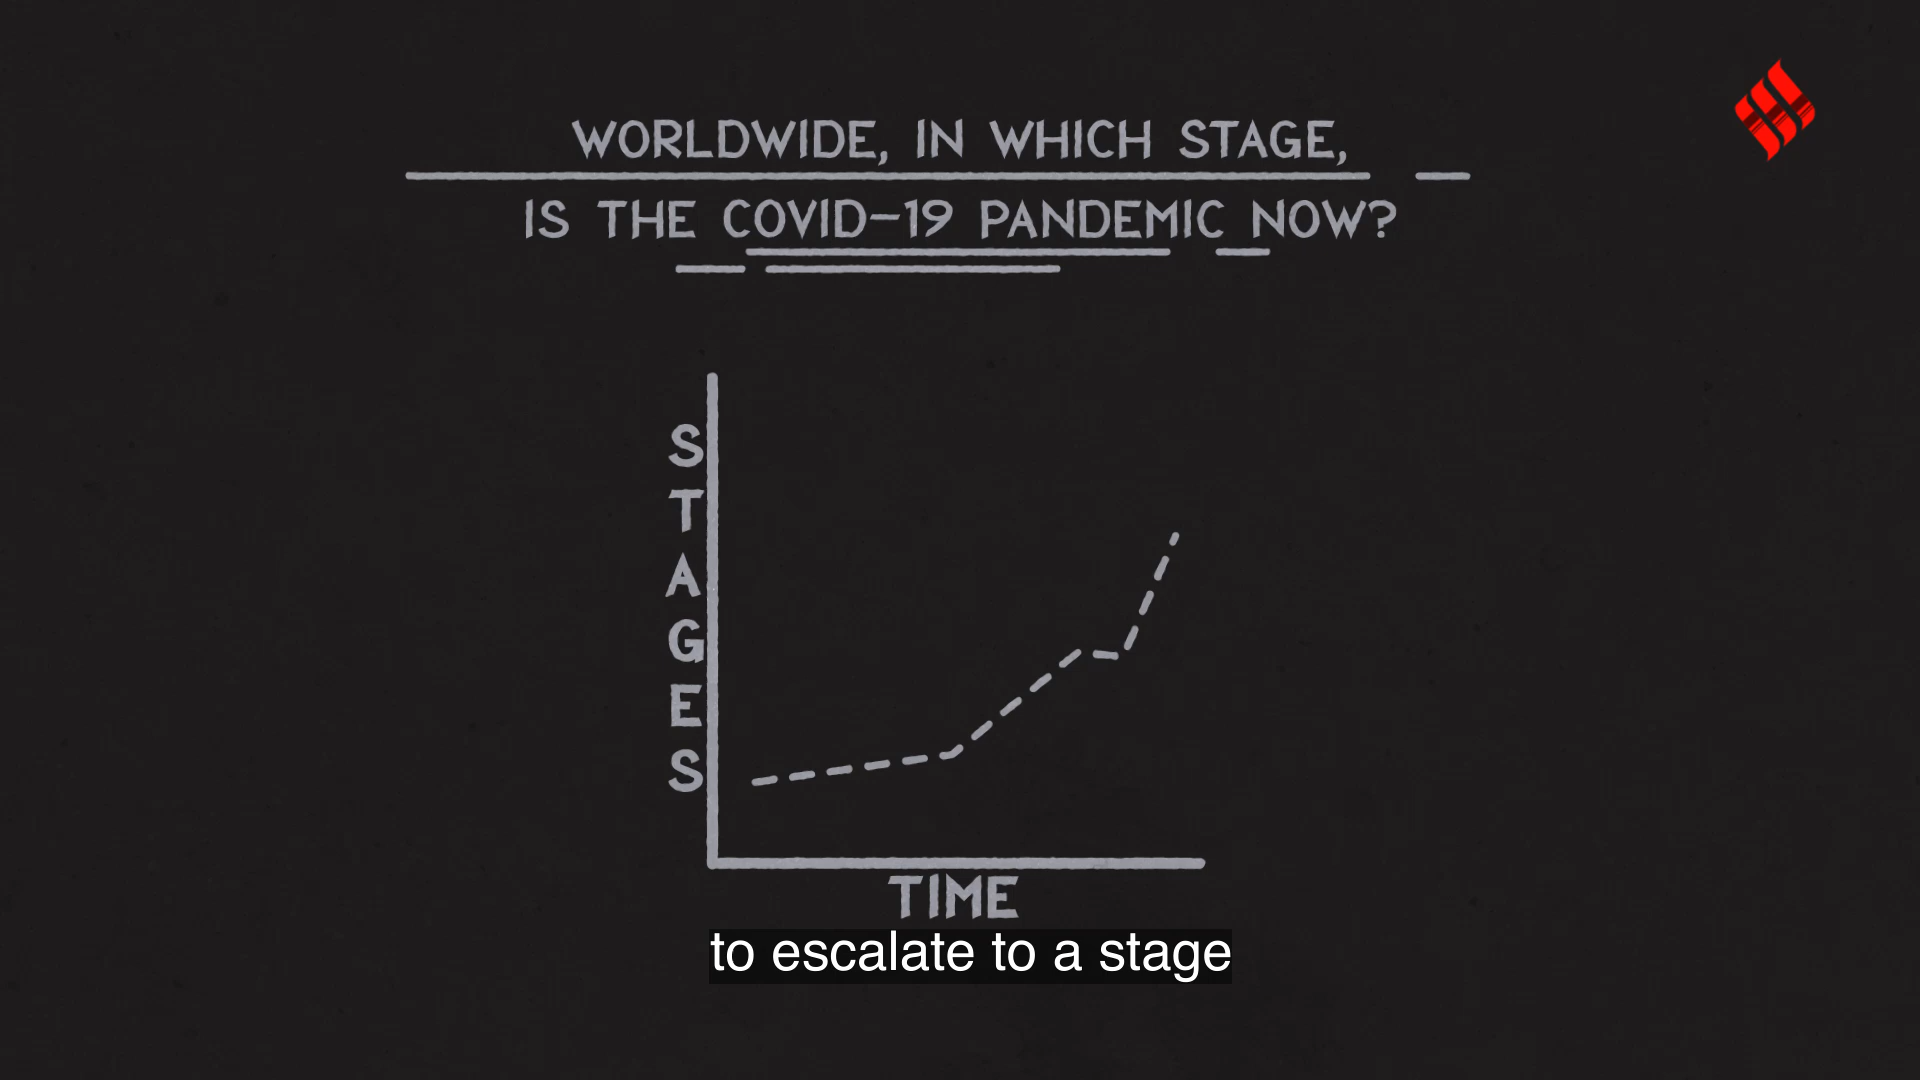 WORLDWIDE, IN WHICH STAGE,
IS THE COVID-19 PANDEMIC NOW?
STAGES
TIME
to escalate to a stage